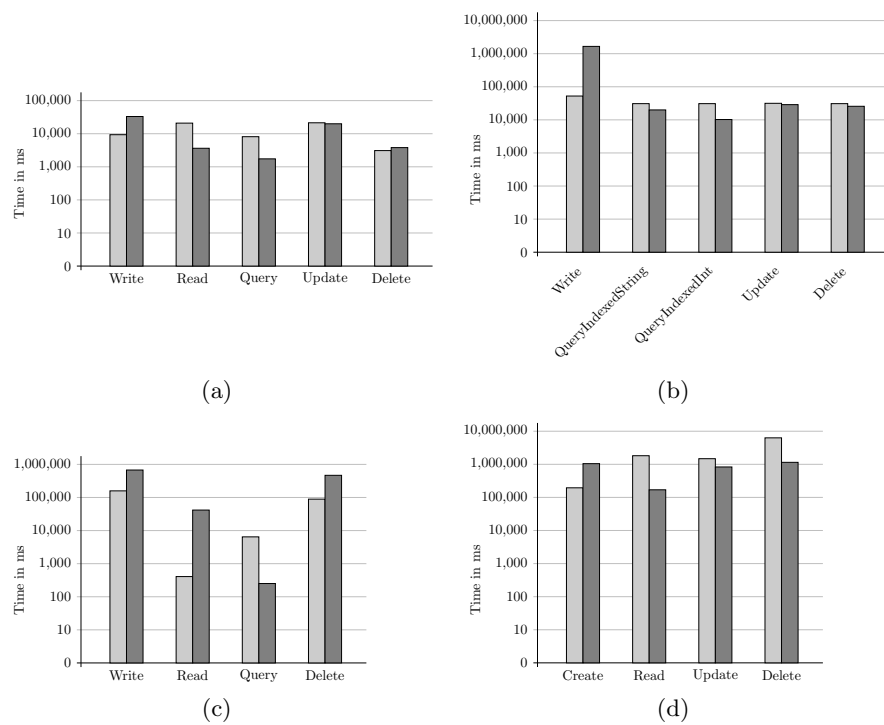 100,000
10,000
1,000
100
10
0
Time in ms
Write Read Query Update Delete
(a)
10,000,000
1,000,000
100,000
10,000
1,000
100
10
0
Time in ms
Write
QueryIndexedString
QueryIndexedInt
Update
Delete
(b)
1,000,000
100,000
10,000
1,000
100
10
0
Time in ms
Write Read Query Delete
(c)
10,000,000
1,000,000
100,000
10,000
1,000
100
10
0
Time in ms
Create Read Update Delete
(d)